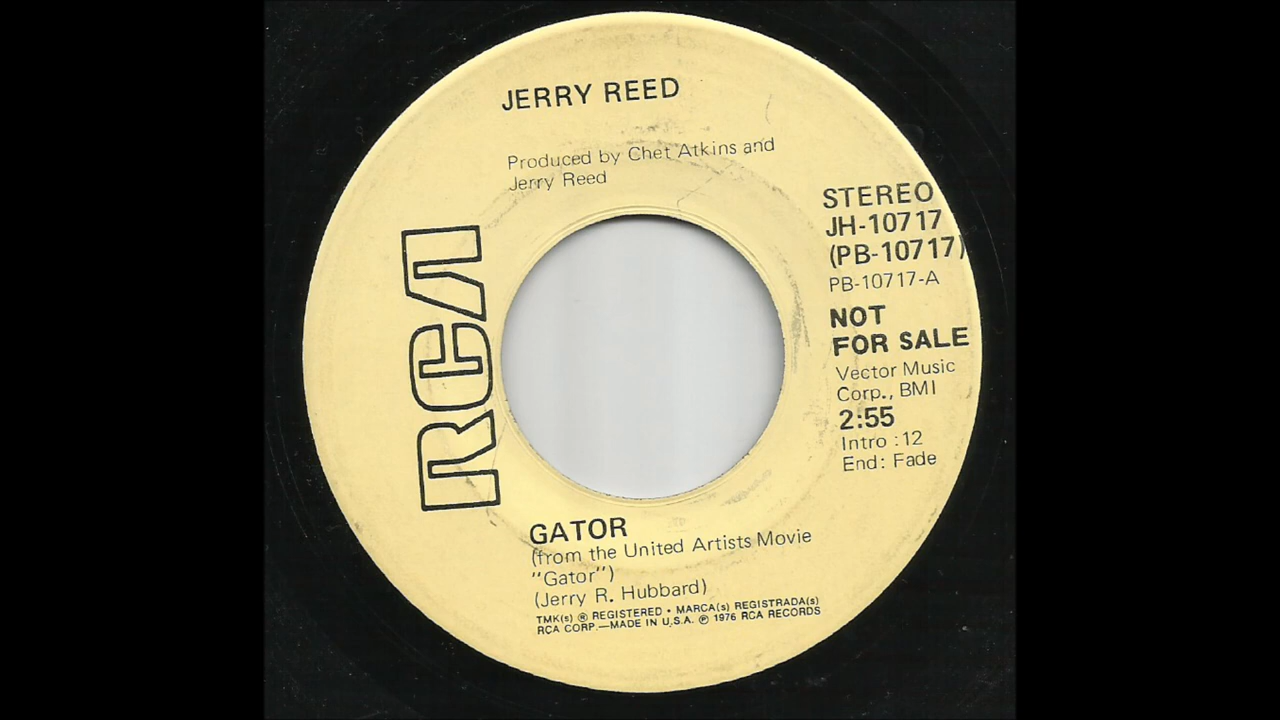 JERRY REED
Produced by Chet Atkins and
Jerry Reed
RCA
STEREO
JH-10717
(PB-10717)
PB-10717-A
NOT
FOR SALE
Vector Music
Corp., BMI
2:55
Intro :12
End: Fade
GATOR
(from the United Artists Movie
"Gator")
(Jerry R. Hubbard)
TMK(s) ® REGISTERED • MARCA(s) REGISTRADA(s)
RCA CORP.—MADE IN U.S.A. ℗ 1976 RCA RECORDS